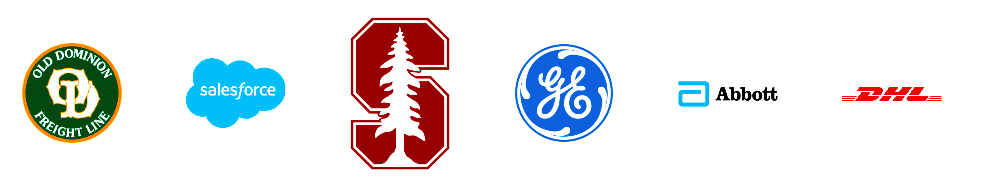 OLD DOMINION
OD
FREIGHT LINE
salesforce
S
GE
Abbott
DHL